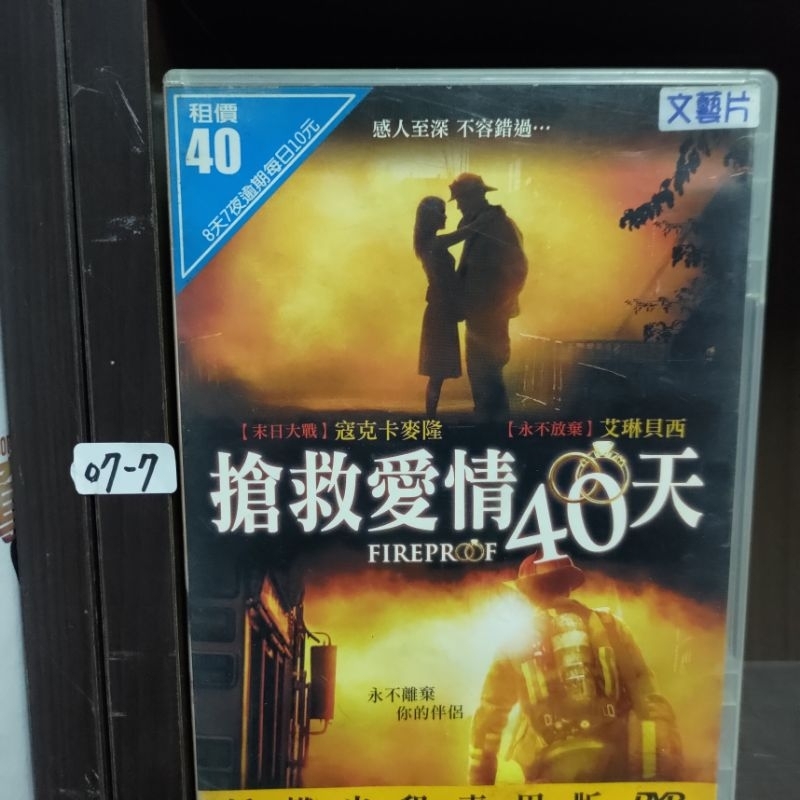 租價
40
8天7夜逾期每日10元
文藝片
感人至深 不容錯過…
【末日大戰】寇克卡麥隆
【永不放棄】艾琳貝西
搶救愛情40天
FIREPROOF
07-7
永不離棄
你的伴侶
DVD